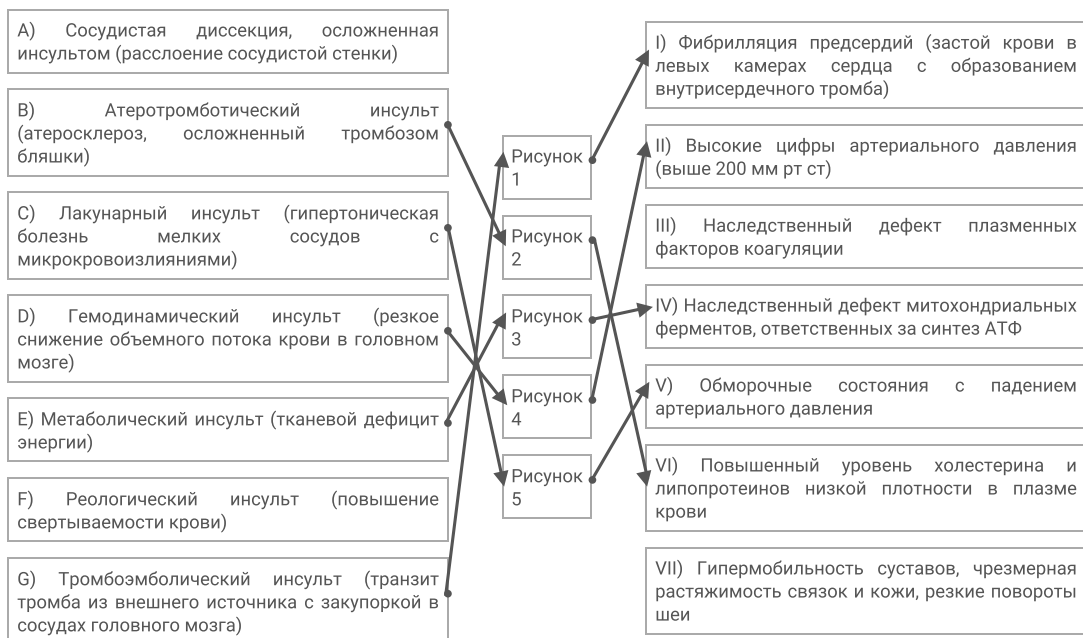 A) Сосудистая диссекция, осложненная
инсультом (расслоение сосудистой стенки)
B) Атеротромботический инсульт
(атеросклероз, осложненный тромбозом
бляшки)
C) Лакунарный инсульт (гипертоническая
болезнь мелких сосудов с
микрокровоизлияниями)
D) Гемодинамический инсульт (резкое
снижение объемного потока крови в головном
мозге)
E) Метаболический инсульт (тканевой дефицит
энергии)
F) Реологический инсульт (повышение
свертываемости крови)
G) Тромбоэмболический инсульт (транзит
тромба из внешнего источника с закупоркой в
сосудах головного мозга)
Рисунок
1
Рисунок
2
Рисунок
3
Рисунок
4
Рисунок
5
I) Фибрилляция предсердий (застой крови в
левых камерах сердца с образованием
внутрисердечного тромба)
II) Высокие цифры артериального давления
(выше 200 мм рт ст)
III) Наследственный дефект плазменных
факторов коагуляции
IV) Наследственный дефект митохондриальных
ферментов, ответственных за синтез АТФ
V) Обморочные состояния с падением
артериального давления
VI) Повышенный уровень холестерина и
липопротеинов низкой плотности в плазме
крови
VII) Гипермобильность суставов, чрезмерная
растяжимость связок и кожи, резкие повороты
шеи